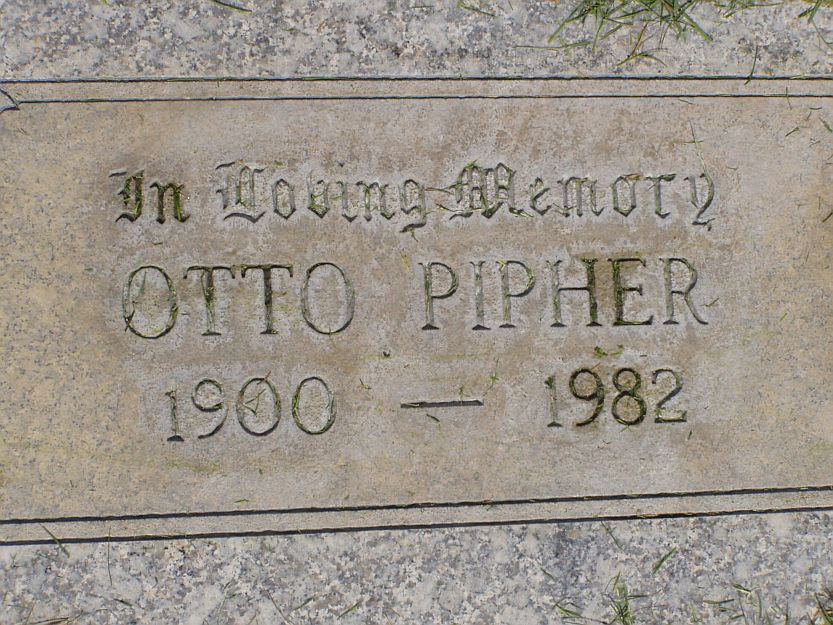 In Loving Memory
OTTO PIPHER
1900 — 1982